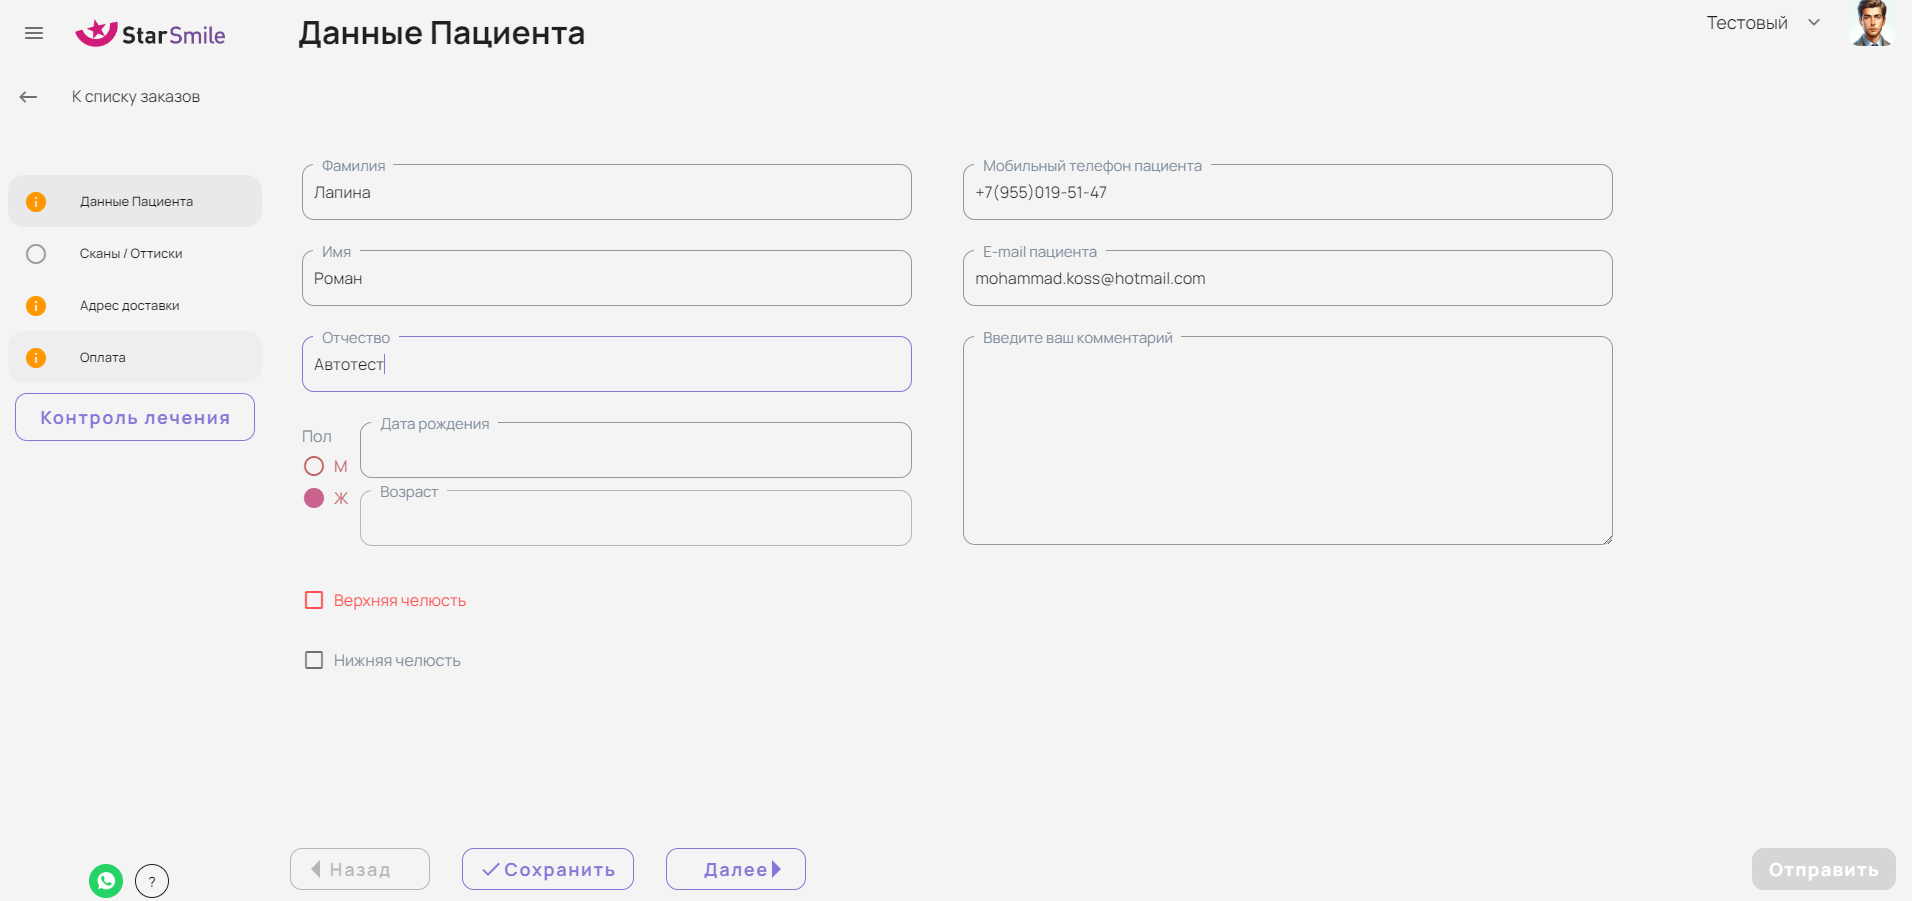 StarSmile
Данные Пациента
Тестовый
К списку заказов
Данные Пациента
Сканы / Оттиски
Адрес доставки
Оплата
Контроль лечения
Фамилия
Лапина
Имя
Роман
Отчество
Автотест
Пол
М
Ж
Дата рождения
Возраст
Мобильный телефон пациента
+7(955)019-51-47
E-mail пациента
mohammad.koss@hotmail.com
Введите ваш комментарий
Верхняя челюсть
Нижняя челюсть
?
Назад
Сохранить
Далее
Отправить